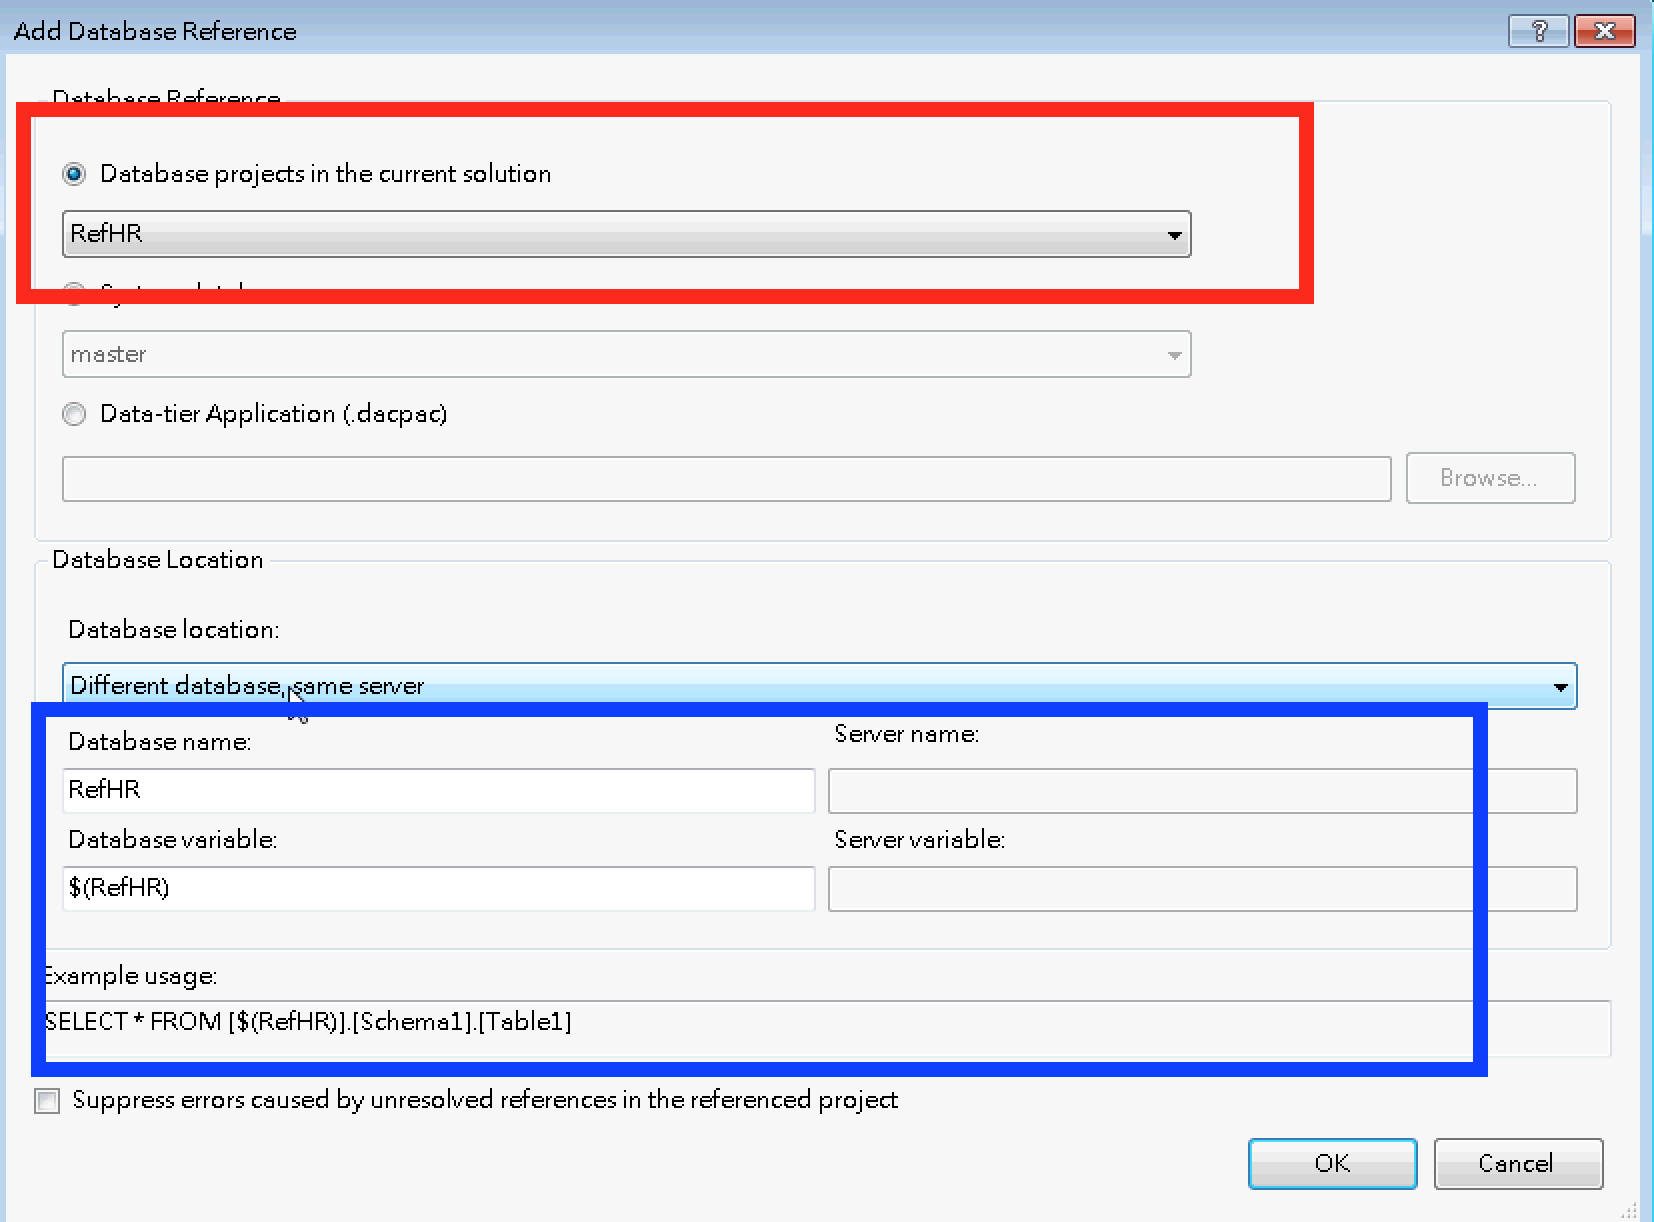 Add Database Reference
Database Reference
Database projects in the current solution
RefHR
master
Data-tier Application (.dacpac)
Browse...
Database Location
Database location:
Different database, same server
Database name:
Server name:
RefHR
Database variable:
Server variable:
$(RefHR)
Example usage:
SELECT * FROM [$(RefHR)].[Schema1].[Table1]
Suppress errors caused by unresolved references in the referenced project
OK
Cancel